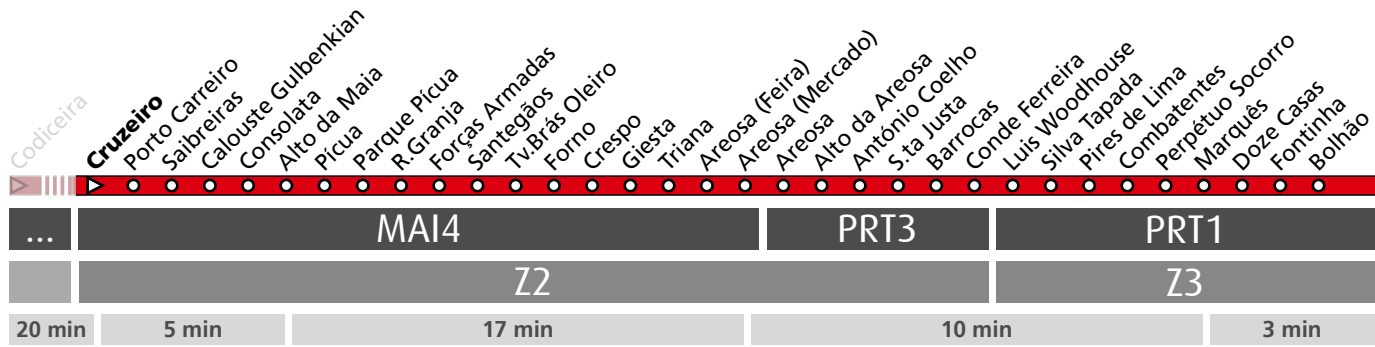 Codiceira
Cruzeiro
Porto Carreiro
Saibreiras
Calouste Gulbenkian
Consolata
Alto da Maia
Pícua
Parque Pícua
R.Granja
Forças Armadas
Santegãos
Tv.Brás Oleiro
Forno
Crespo
Giesta
Triana
Areosa (Feira)
Areosa (Mercado)
Areosa
Alto da Areosa
António Coelho
S.ta Justa
Barrocas
Conde Ferreira
Luis Woodhouse
Silva Tapada
Pires de Lima
Combatentes
Perpétuo Socorro
Marquês
Doze Casas
Fontinha
Bolhão
... MAI4 PRT3 PRT1
Z2 Z3
20 min 5 min 17 min 10 min 3 min